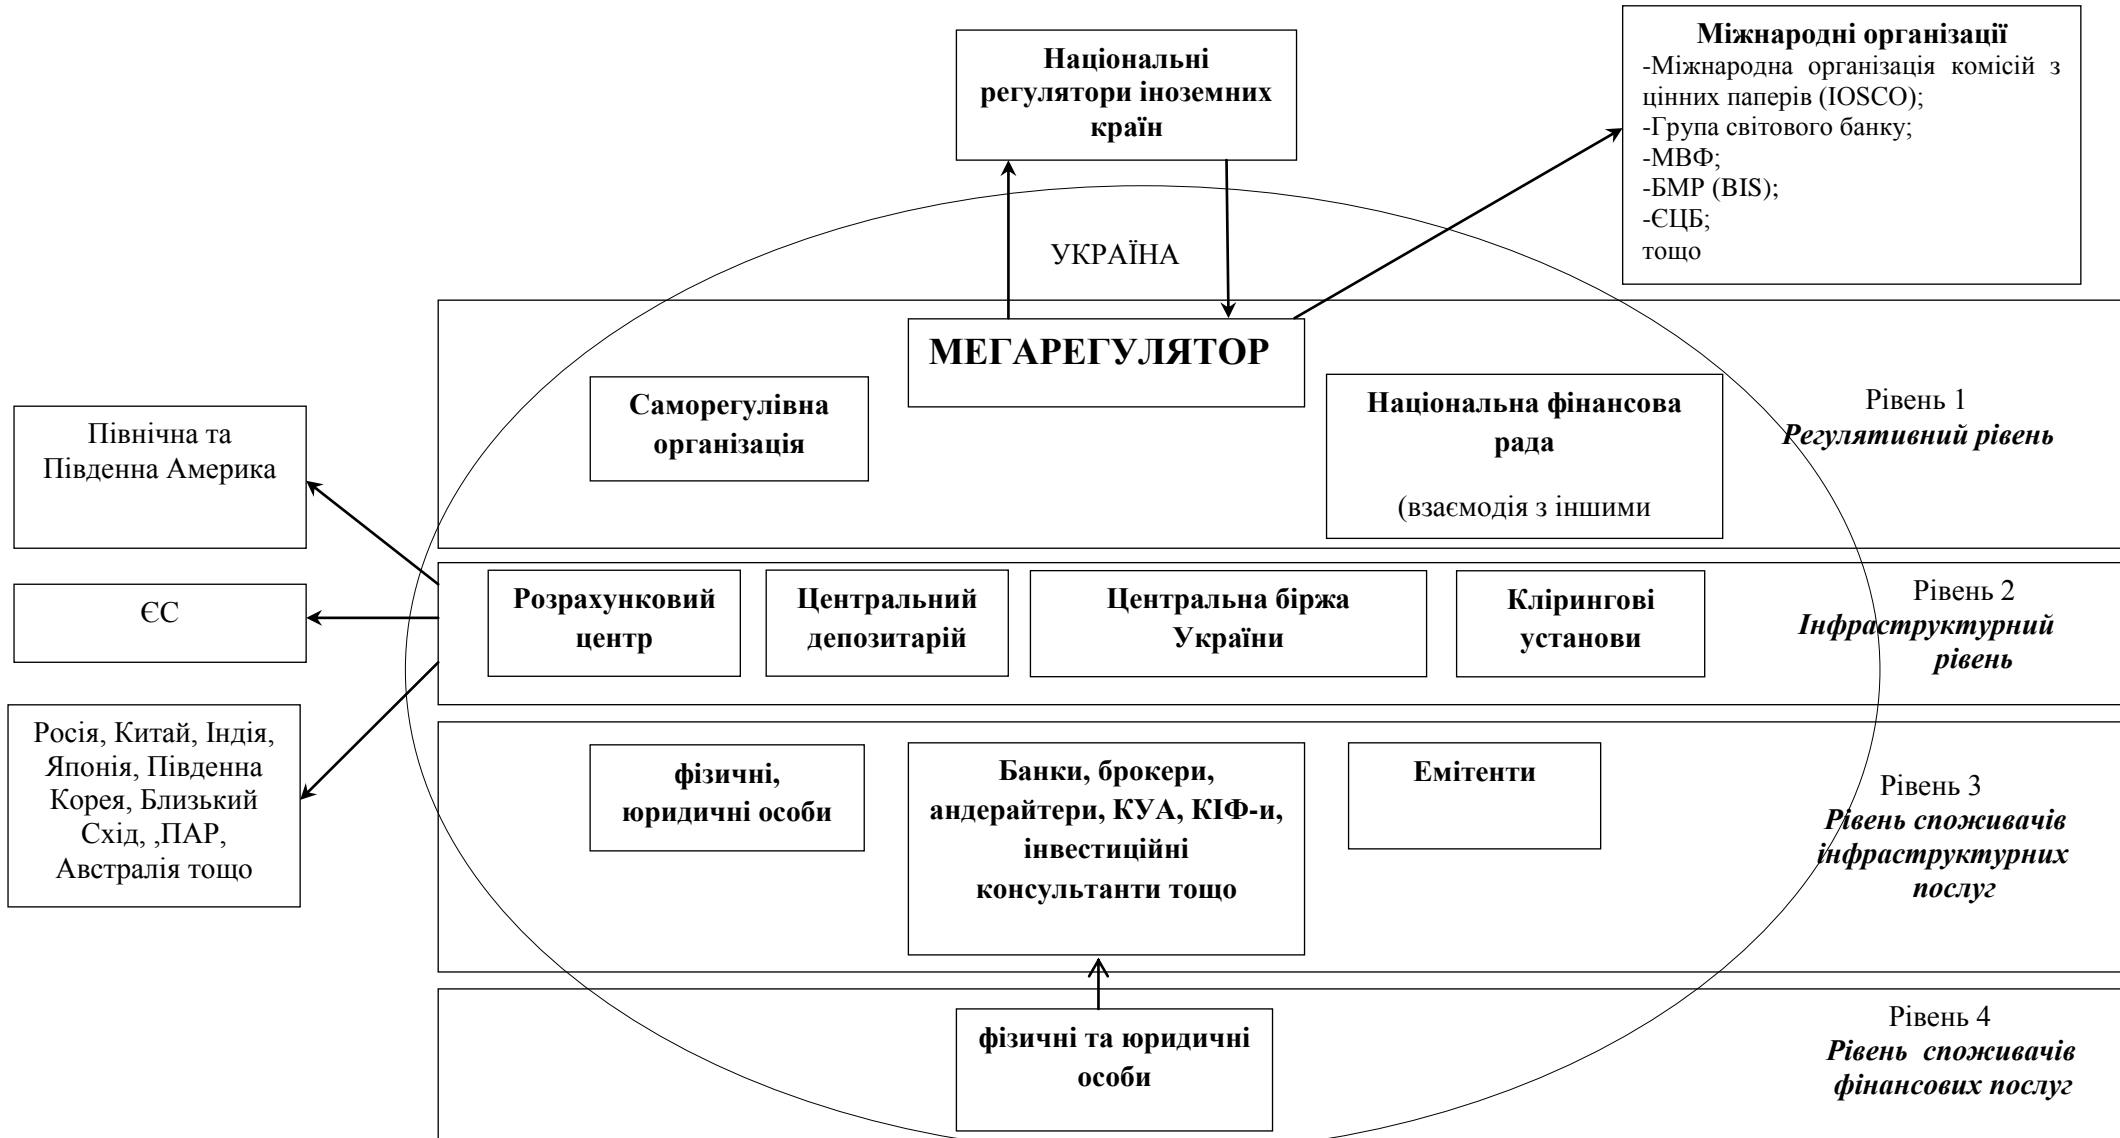 Національні
регулятори іноземних
країн
Міжнародні організації
-Міжнародна організація комісій з
цінних паперів (IOSCO);
-Група світового банку;
-МВФ;
-БМР (BIS);
-ЄЦБ;
тощо
УКРАЇНА
МЕГАРЕГУЛЯТОР
Саморегулівна
організація
Національна фінансова
рада
(взаємодія з іншими
Рівень 1
Регулятивний рівень
Північна та
Південна Америка
ЄС
Росія, Китай, Індія,
Японія, Південна
Корея, Близький
Схід, ,ПАР,
Австралія тощо
Розрахунковий
центр
Центральний
депозитарій
Центральна біржа
України
Клірингові
установи
Рівень 2
Інфраструктурний
рівень
фізичні,
юридичні особи
Банки, брокери,
андерайтери, КУА, КІФ-и,
інвестиційні
консультанти тощо
Емітенти
Рівень 3
Рівень споживачів
інфраструктурних
послуг
фізичні та юридичні
особи
Рівень 4
Рівень споживачів
фінансових послуг